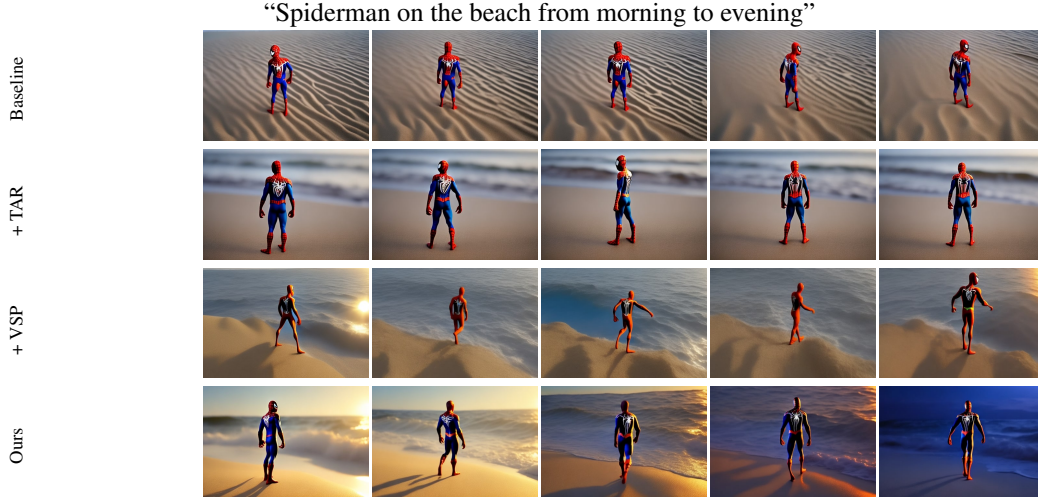 “Spiderman on the beach from morning to evening”
Baseline
+ TAR
+ VSP
Ours